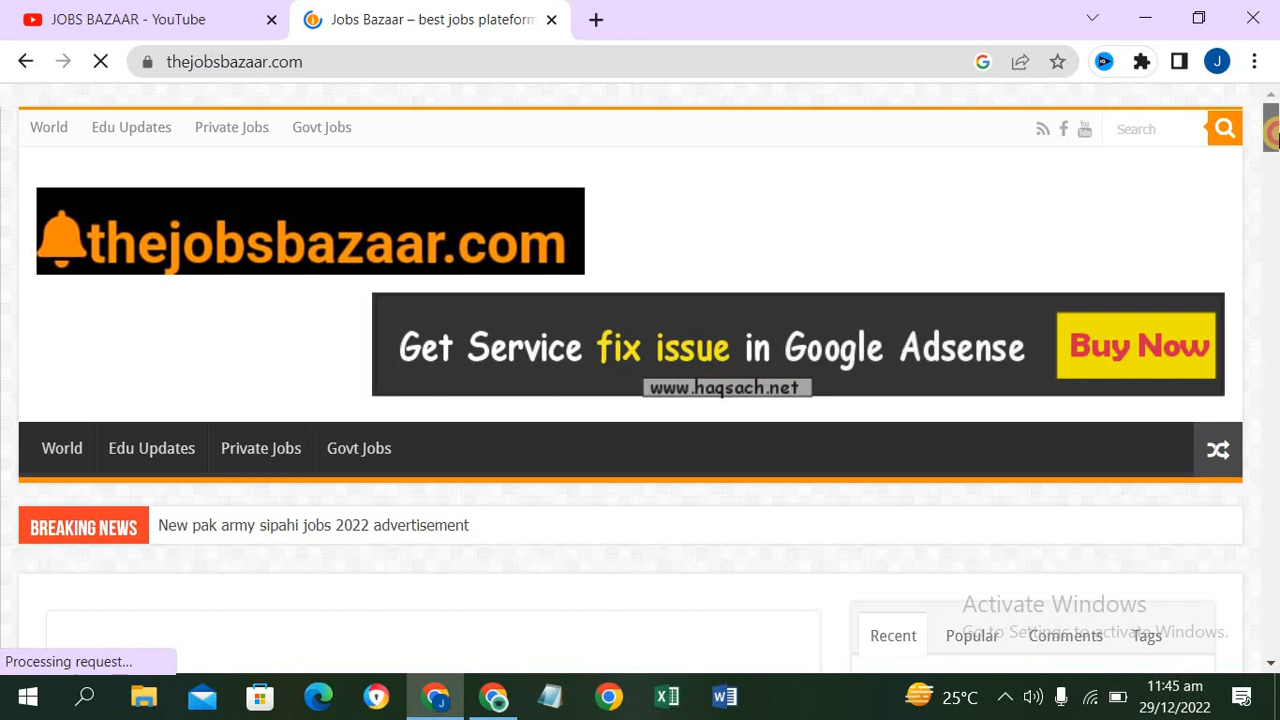 JOBS BAZAAR - YouTube
Jobs Bazaar – best jobs plateform
thejobsbazaar.com
J
World Edu Updates Private Jobs Govt Jobs
Search
thejobsbazaar.com
Get Service fix issue in Google Adsense Buy Now
www.haqsach.net
World Edu Updates Private Jobs Govt Jobs
BREAKING NEWS New pak army sipahi jobs 2022 advertisement
Activate Windows
Go to Settings to activate Windows.
Recent Popular Comments Tags
Processing request...
25°C
11:45 am
29/12/2022